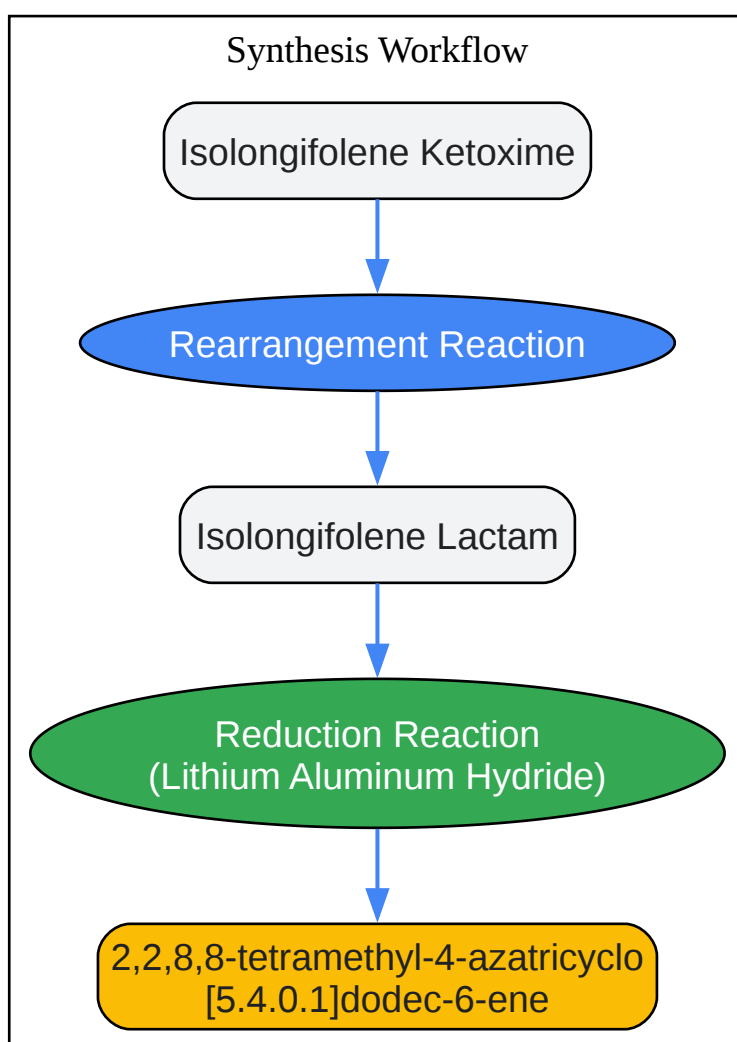 Synthesis Workflow
Isolongifolene Ketoxime
Rearrangement Reaction
Isolongifolene Lactam
Reduction Reaction
(Lithium Aluminum Hydride)
2,2,8,8-tetramethyl-4-azatricyclo
[5.4.0.1]dodec-6-ene